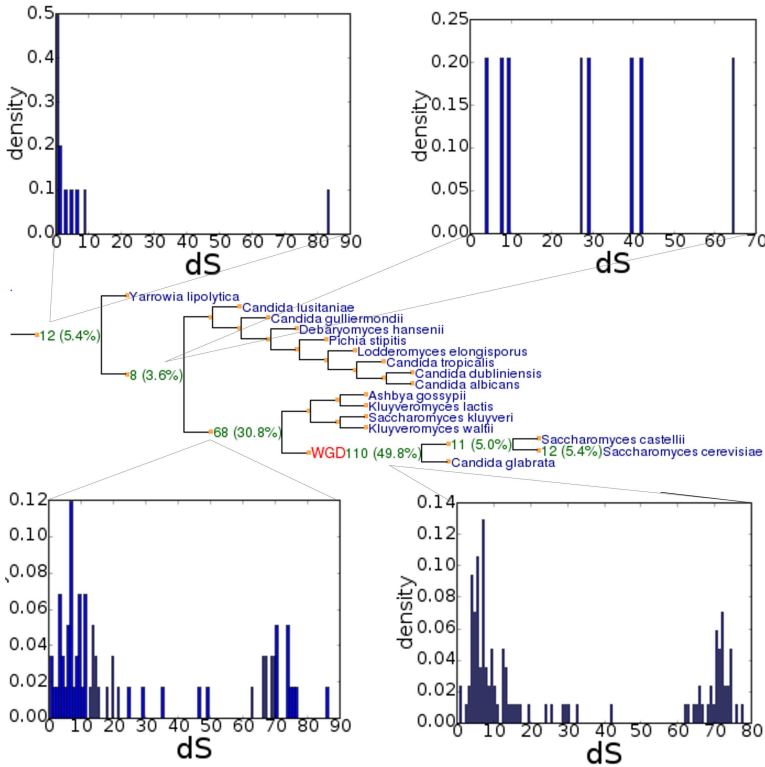 0.5
0.4
0.3
0.2
0.1
0.0
density
0 10 20 30 40 50 60 70 80 90
dS
0.25
0.20
0.15
0.10
0.05
0.00
density
0 10 20 30 40 50 60 70
dS
12 (5.4%)
Yarrowia lipolytica
8 (3.6%)
Candida lusitaniae
Candida gulliermondii
Debaryomyces hansenii
Pichia stipitis
Lodderomyces elongisporus
Candida tropicalis
Candida dubliniensis
Candida albicans
68 (30.8%)
Ashbya gossypii
Kluyveromyces lactis
Saccharomyces kluyveri
Kluyveromyces waltii
WGD110 (49.8%)
11 (5.0%)
Saccharomyces castellii
12 (5.4%)Saccharomyces cerevisiae
Candida glabrata
0.12
0.10
0.08
0.06
0.04
0.02
0.00
0 10 20 30 40 50 60 70 80 90
dS
0.14
0.12
0.10
0.08
0.06
0.04
0.02
0.00
density
0 10 20 30 40 50 60 70 80
dS